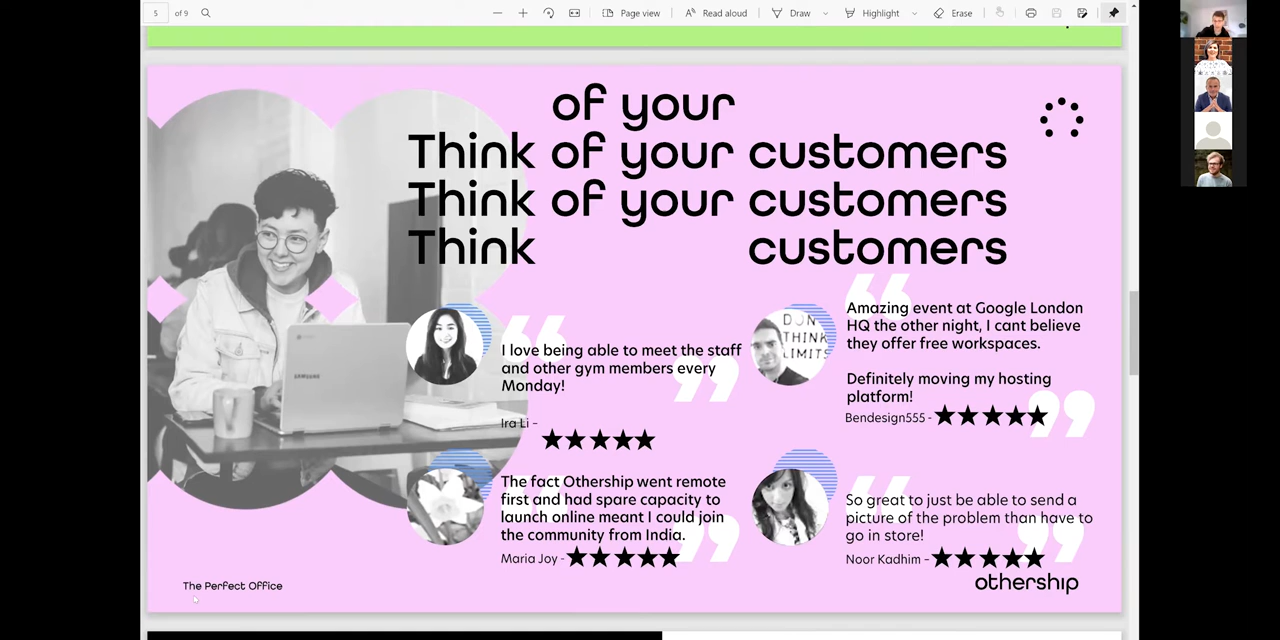 5 of 9 Page view Read aloud Draw Highlight Erase
of your
Think of your customers
Think of your customers
Think customers
I love being able to meet the staff
and other gym members every
Monday!
Ira Li –
DON
THINK
LIMITS
Amazing event at Google London
HQ the other night, I cant believe
they offer free workspaces.
Definitely moving my hosting
platform!
Bendesign555 -
The fact Othership went remote
first and had spare capacity to
launch online meant I could join
the community from India.
Maria Joy -
So great to just be able to send a
picture of the problem than have to
go in store!
Noor Kadhim –
SAMSUNG
The Perfect Office
othership